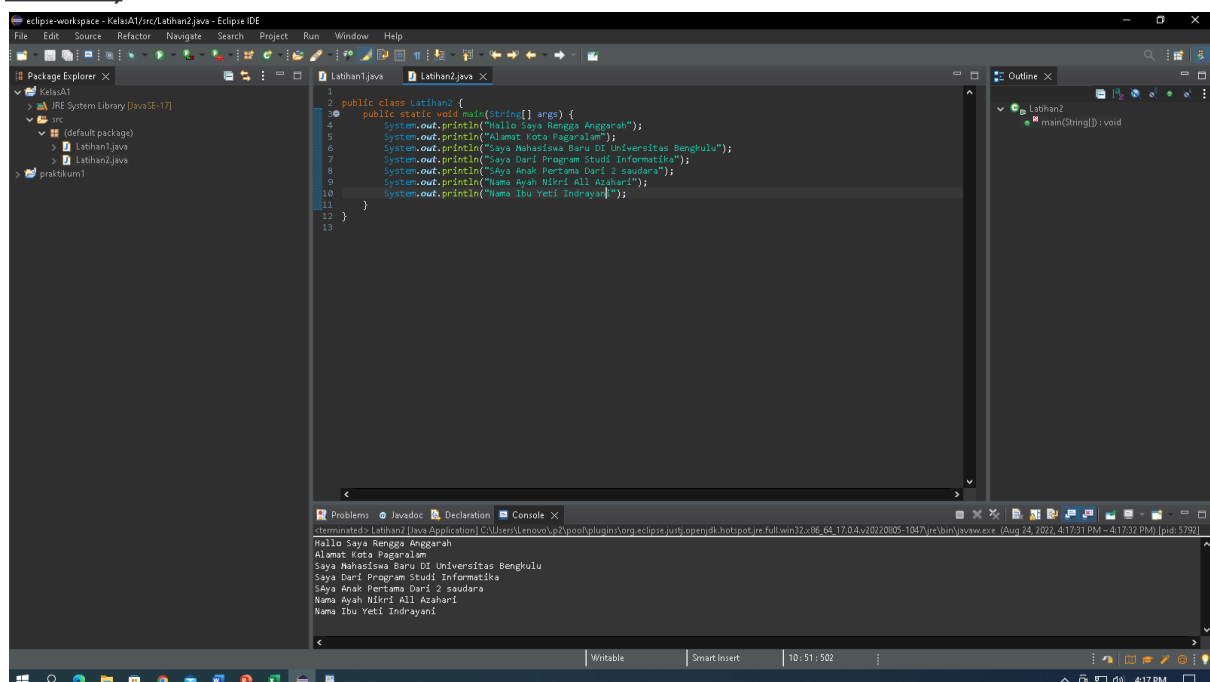 eclipse-workspace - KelasA1/src/Latihan2.java - Eclipse IDE
File Edit Source Refactor Navigate Search Project Run Window Help
Package Explorer
KelasA1
JRE System Library [JavaSE-17]
src
(default package)
Latihan1.java
Latihan2.java
praktikum1
Latihan1.java Latihan2.java
1
2 public class Latihan2 {
3 public static void main(String[] args) {
4 System.out.println("Hallo Saya Rengga Anggarah");
5 System.out.println("Alamat Kota Pagaralam");
6 System.out.println("Saya Mahasiswa Baru DI Universitas Bengkulu");
7 System.out.println("Saya Dari Program Studi Informatika");
8 System.out.println("SAya Anak Pertama Dari 2 saudara");
9 System.out.println("Nama Ayah Nikri All Azahari");
10 System.out.println("Nama Ibu Yeti Indrayani");
11 }
12 }
13
Outline
Latihan2
main(String[]) : void
Problems Javadoc Declaration Console
<terminated> Latihan2 [Java Application] C:\Users\Lenovo\.p2\pool\plugins\org.eclipse.justj.openjdk.hotspot.jre.full.win32.x86_64_17.0.4.v20220805-1047\jre\bin\javaw.exe (Aug 24, 2022, 4:17:31 PM – 4:17:32 PM) [pid: 5792]
Hallo Saya Rengga Anggarah
Alamat Kota Pagaralam
Saya Mahasiswa Baru DI Universitas Bengkulu
Saya Dari Program Studi Informatika
SAya Anak Pertama Dari 2 saudara
Nama Ayah Nikri All Azahari
Nama Ibu Yeti Indrayani
Writable Smart Insert 10 : 51 : 502
4:17 PM